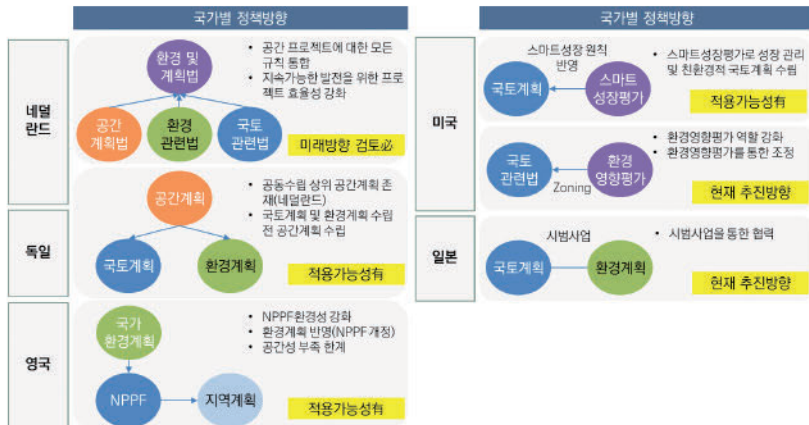 국가별 정책방향
네덜
란드
환경 및
계획법
공간
계획법
환경
관련법
국토
관련법
• 공간 프로젝트에 대한 모든
규칙 통합
• 지속가능한 발전을 위한 프로
젝트 효율성 강화
미래방향 검토必
독일
공간계획
국토계획
환경계획
• 공동수립 상위 공간계획 존
재(네덜란드)
• 국토계획 및 환경계획 수립
전 공간계획 수립
적용가능성有
영국
국가
환경계획
NPPF
지역계획
• NPPF환경성 강화
• 환경계획 반영(NPPF 개정)
• 공간성 부족 한계
적용가능성有
국가별 정책방향
미국
스마트성장 원칙
반영
국토계획
스마트
성장평가
• 스마트성장평가로 성장 관리
및 친환경적 국토계획 수립
적용가능성有
국토
관련법
Zoning
환경
영향평가
• 환경영향평가 역할 강화
• 환경영향평가를 통한 조정
현재 추진방향
일본
시범사업
국토계획
환경계획
• 시범사업을 통한 협력
현재 추진방향